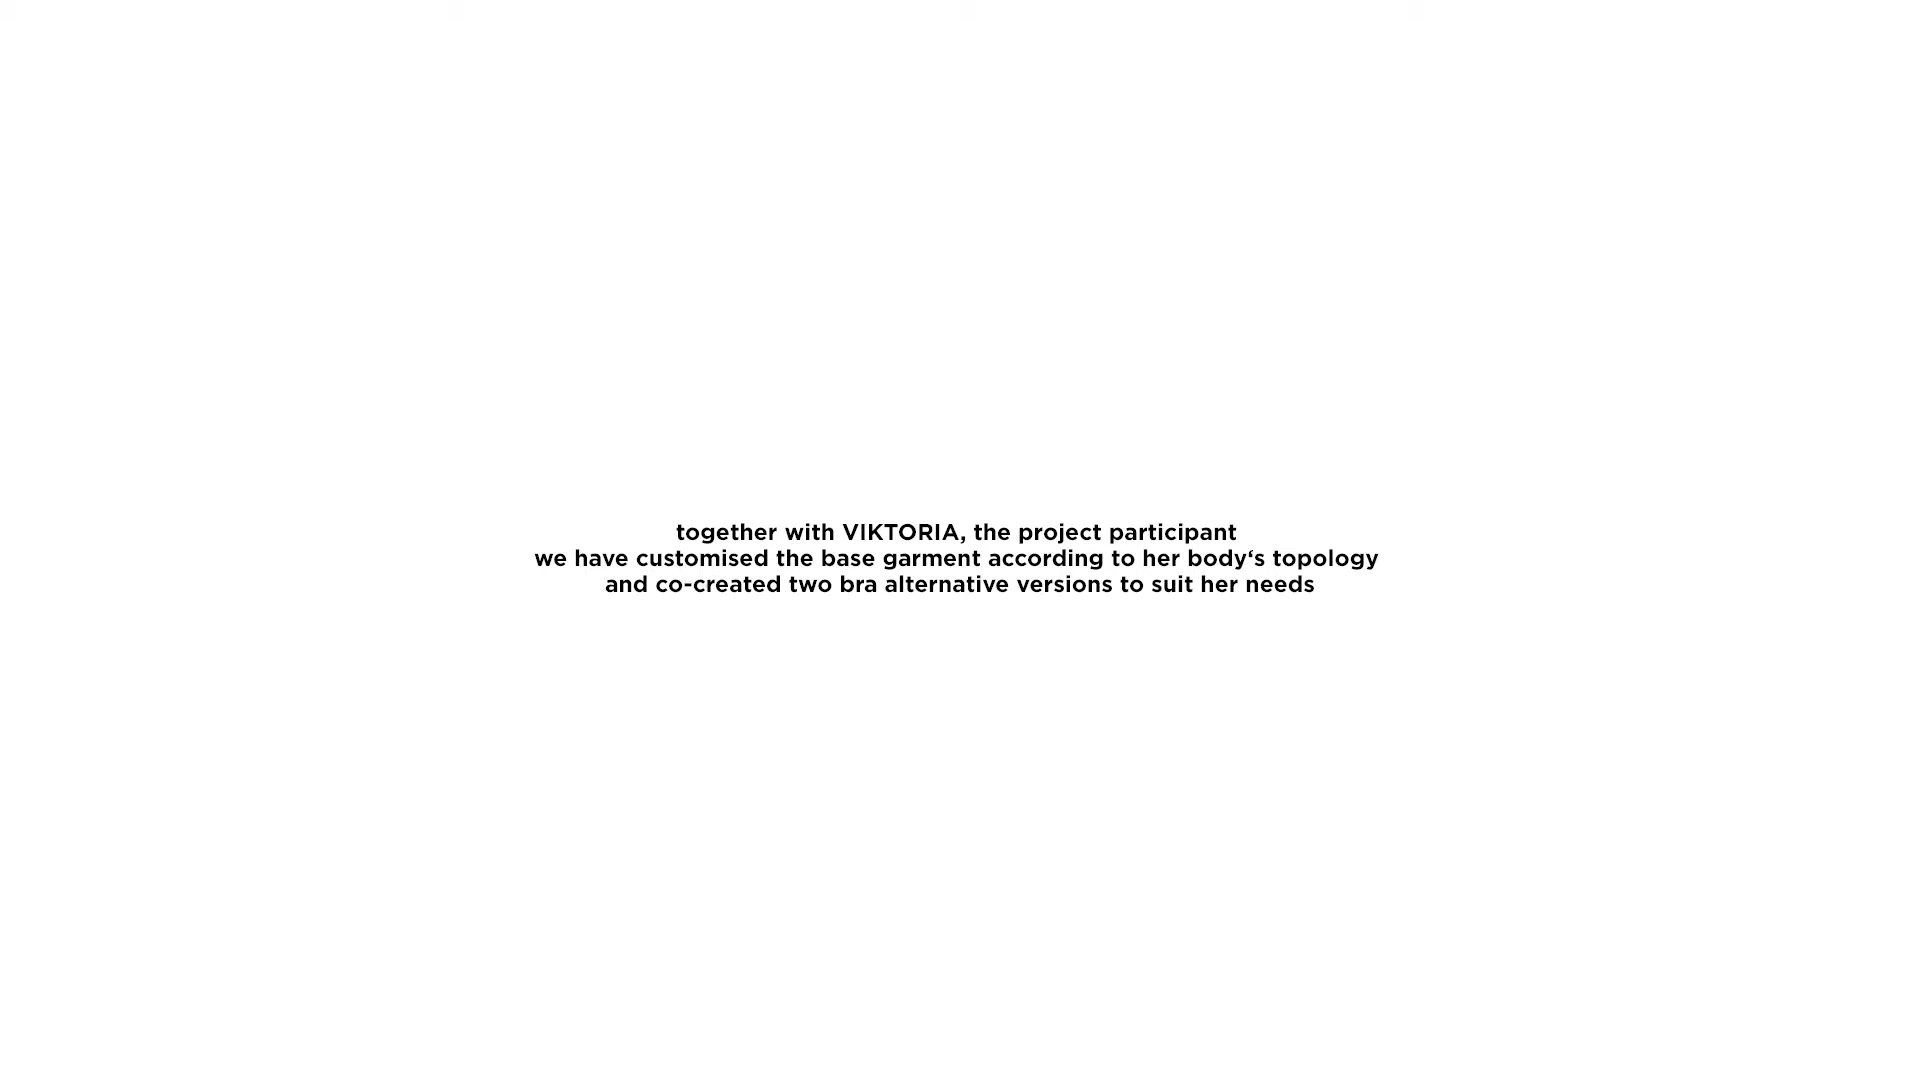 together with VIKTORIA, the project participant
we have customised the base garment according to her body‘s topology
and co-created two bra alternative versions to suit her needs